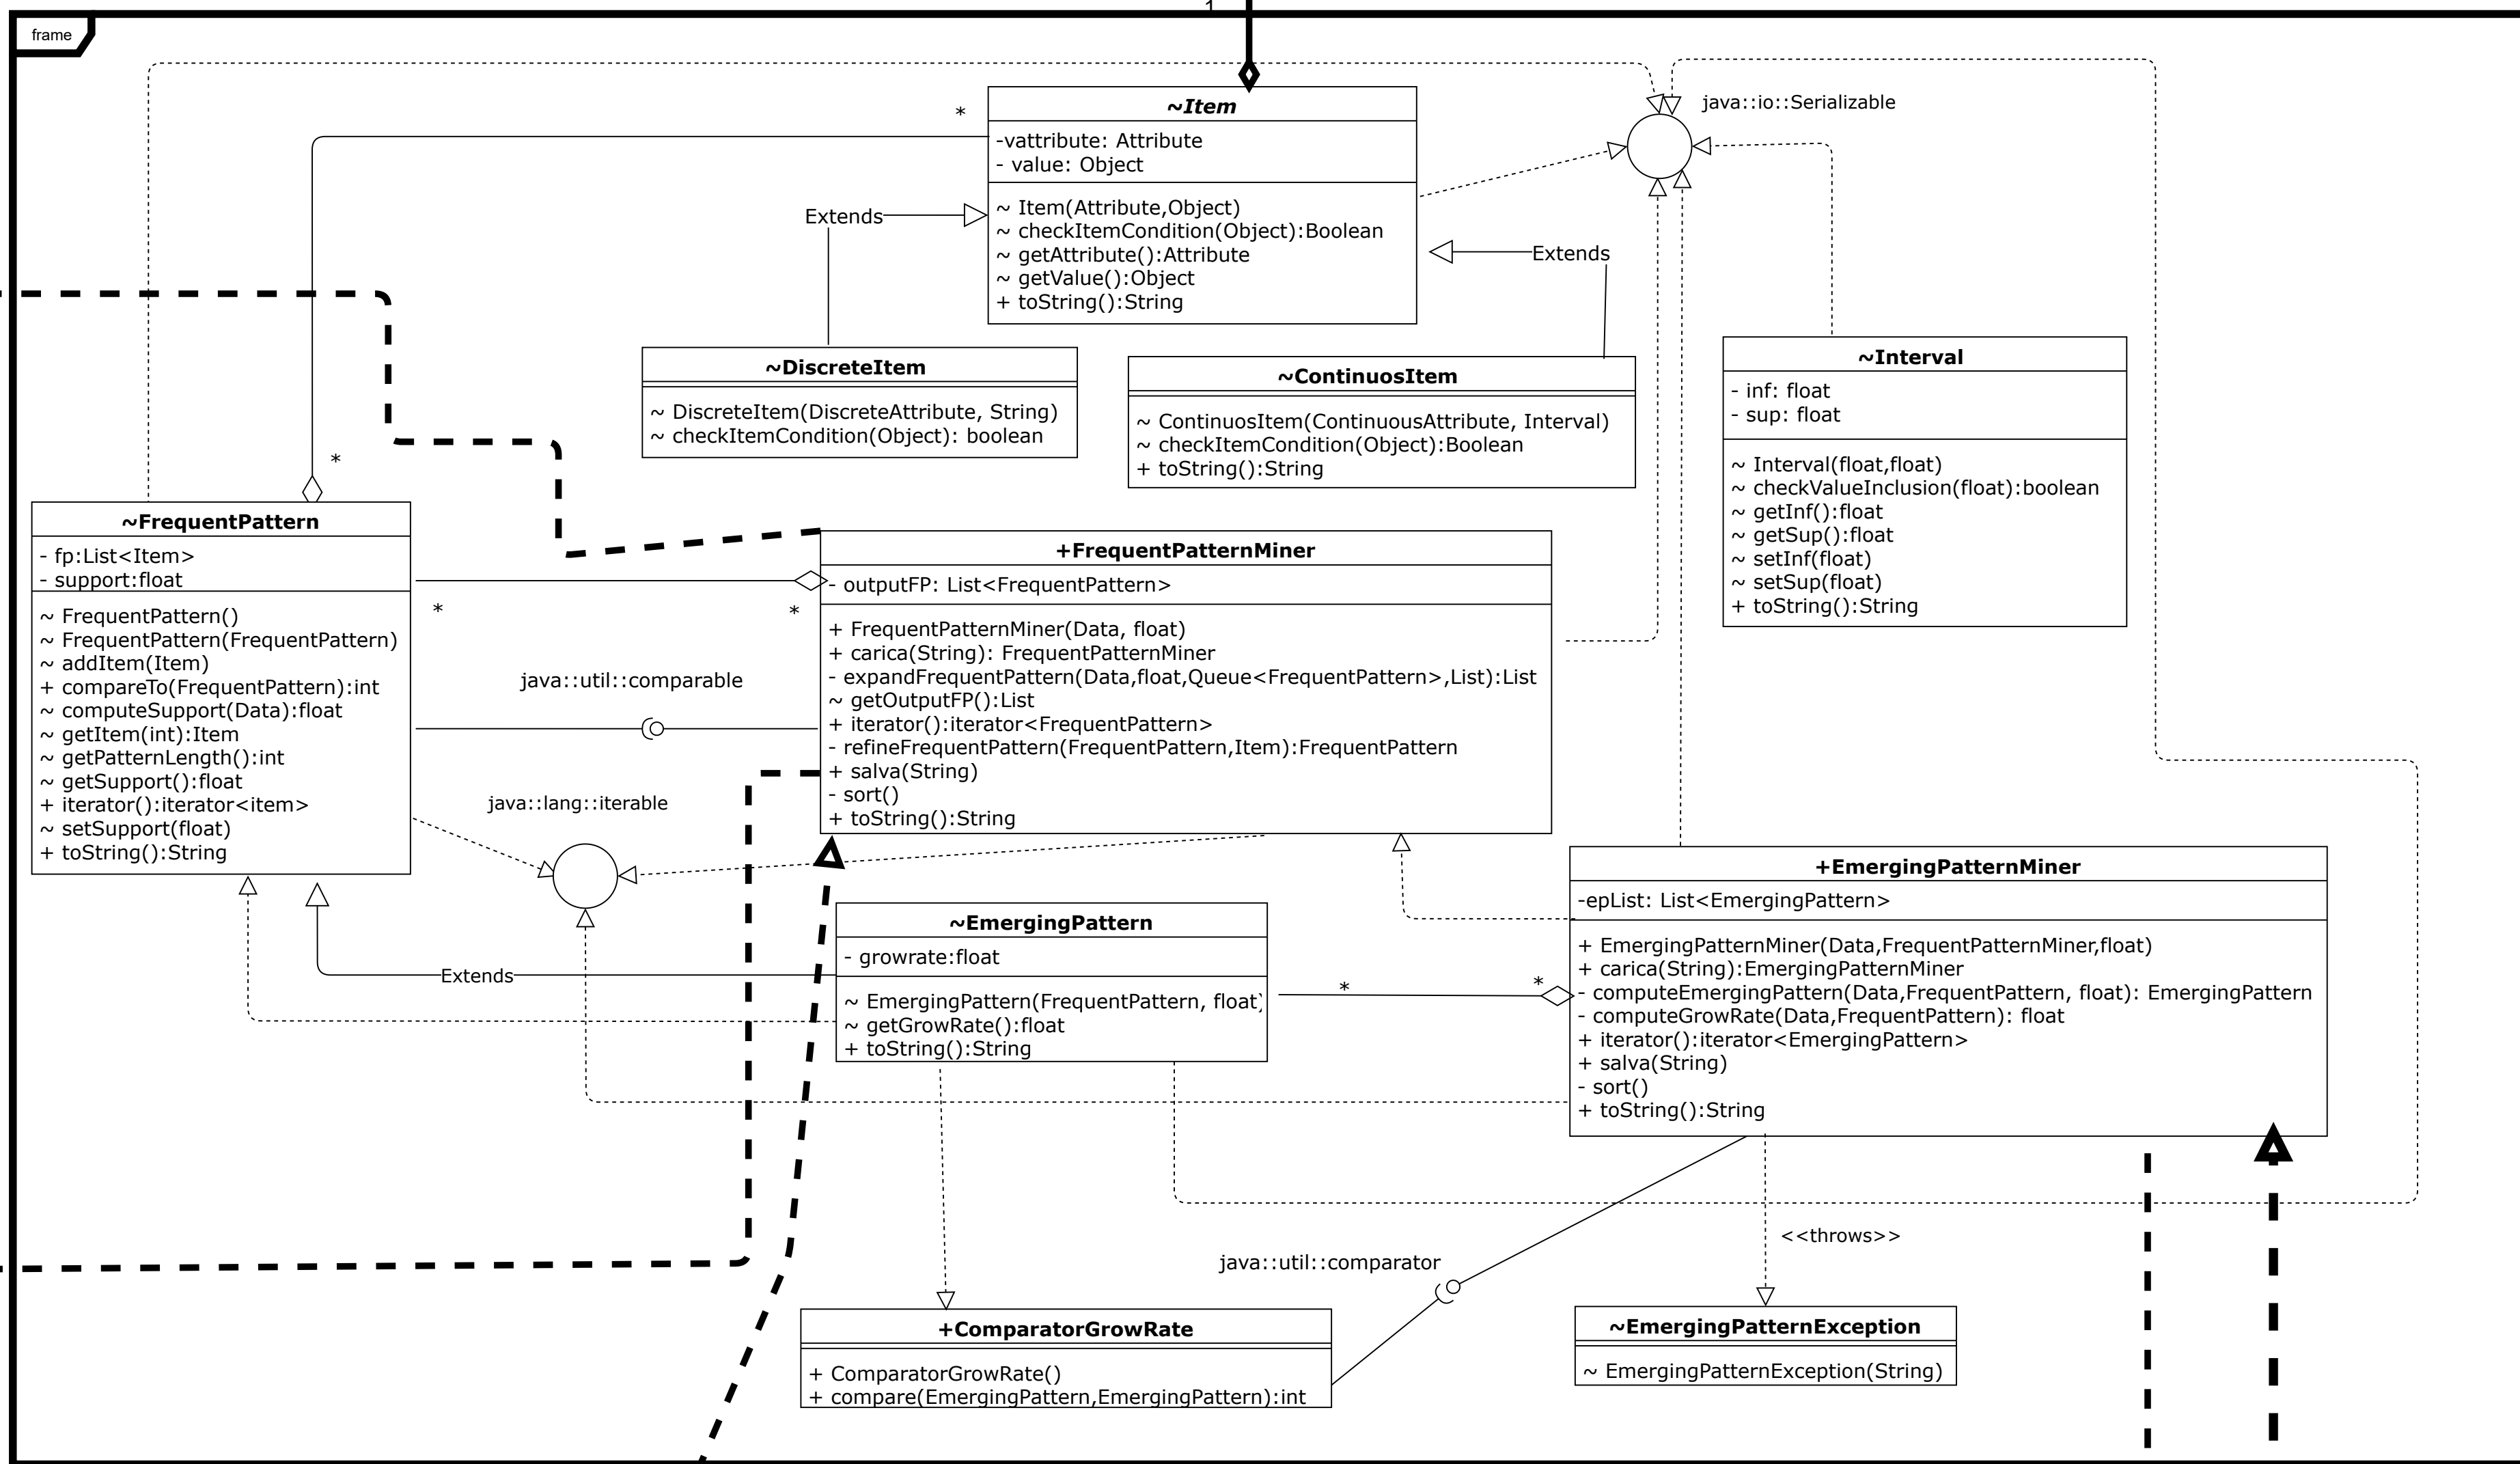 1
frame
java::io::Serializable
*
~Item
-vattribute: Attribute
- value: Object
~ Item(Attribute,Object)
~ checkItemCondition(Object):Boolean
~ getAttribute():Attribute
~ getValue():Object
+ toString():String
Extends
Extends
~DiscreteItem
~ DiscreteItem(DiscreteAttribute, String)
~ checkItemCondition(Object): boolean
~ContinuosItem
~ ContinuosItem(ContinuousAttribute, Interval)
~ checkItemCondition(Object):Boolean
+ toString():String
~Interval
- inf: float
- sup: float
~ Interval(float,float)
~ checkValueInclusion(float):boolean
~ getInf():float
~ getSup():float
~ setInf(float)
~ setSup(float)
+ toString():String
*
~FrequentPattern
- fp:List<Item>
- support:float
~ FrequentPattern()
~ FrequentPattern(FrequentPattern)
~ addItem(Item)
+ compareTo(FrequentPattern):int
~ computeSupport(Data):float
~ getItem(int):Item
~ getPatternLength():int
~ getSupport():float
+ iterator():iterator<item>
~ setSupport(float)
+ toString():String
*
*
java::util::comparable
java::lang::iterable
+FrequentPatternMiner
- outputFP: List<FrequentPattern>
+ FrequentPatternMiner(Data, float)
+ carica(String): FrequentPatternMiner
- expandFrequentPattern(Data,float,Queue<FrequentPattern>,List):List
~ getOutputFP():List
+ iterator():iterator<FrequentPattern>
- refineFrequentPattern(FrequentPattern,Item):FrequentPattern
+ salva(String)
- sort()
+ toString():String
Extends
~EmergingPattern
- growrate:float
~ EmergingPattern(FrequentPattern, float)
~ getGrowRate():float
+ toString():String
*
*
+EmergingPatternMiner
-epList: List<EmergingPattern>
+ EmergingPatternMiner(Data,FrequentPatternMiner,float)
+ carica(String):EmergingPatternMiner
- computeEmergingPattern(Data,FrequentPattern, float): EmergingPattern
- computeGrowRate(Data,FrequentPattern): float
+ iterator():iterator<EmergingPattern>
+ salva(String)
- sort()
+ toString():String
<<throws>>
java::util::comparator
+ComparatorGrowRate
+ ComparatorGrowRate()
+ compare(EmergingPattern,EmergingPattern):int
~EmergingPatternException
~ EmergingPatternException(String)